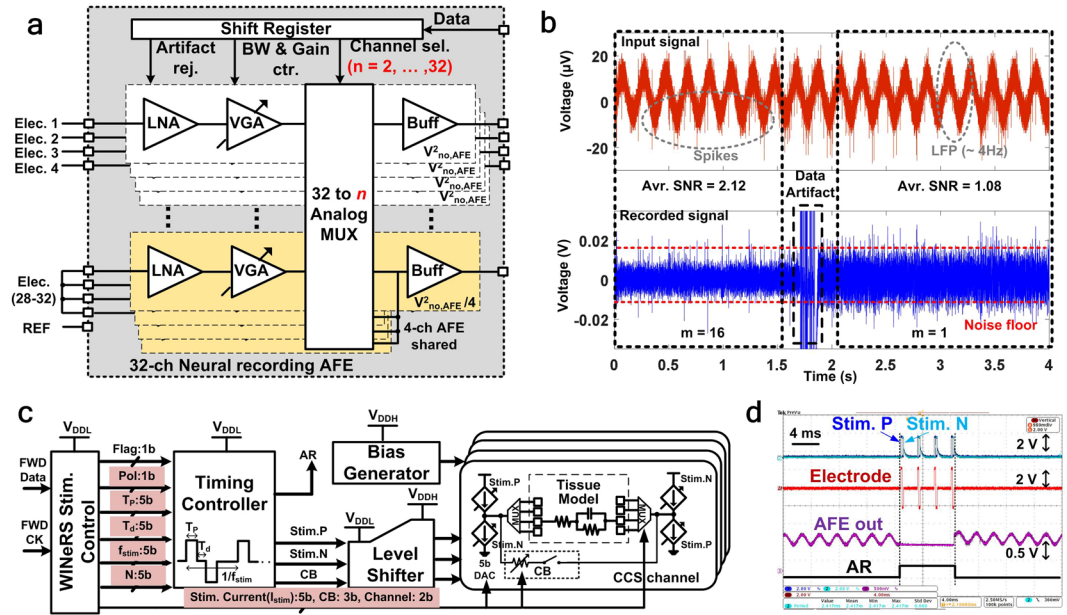 a
Shift Register
Data
Artifact
rej.
BW & Gain
ctr.
Channel sel.
(n = 2, … ,32)
Elec. 1
Elec. 2
Elec. 3
Elec. 4
LNA
VGA
Buff
V²no,AFE
V²no,AFE
V²no,AFE
V²no,AFE
32 to n
Analog
MUX
LNA
VGA
Buff
V²no,AFE/4
Elec.
(28-32)
REF
4-ch AFE
shared
32-ch Neural recording AFE
b
Input signal
Voltage (µV)
20
0
-20
Spikes
LFP (~ 4Hz)
Avr. SNR = 2.12
Data
Artifact
Avr. SNR = 1.08
Recorded signal
Voltage (V)
0.02
0
-0.02
m = 16
m = 1
Noise floor
0 0.5 1 1.5 2 2.5 3 3.5 4
Time (s)
c
FWD
Data
FWD
CK
VDDL
WINeRS Stim.
Control
Flag:1b
Pol:1b
TP:5b
Td:5b
fstim:5b
N:5b
VDDL
Timing
Controller
TP
Td
1/fstim
AR
VDDH
Bias
Generator
Stim.P
Stim.N
CB
VDDL
VDDH
Level
Shifter
Stim. Current(Istim):5b, CB: 3b, Channel: 2b
Stim.P
Stim.N
5b
DAC
MUX
Tissue
Model
MUX
CB
Stim.N
Stim.P
CCS channel
d
Tek PreVu
4 ms
Stim. P
Stim. N
2 V
Electrode
2 V
AFE out
0.5 V
AR